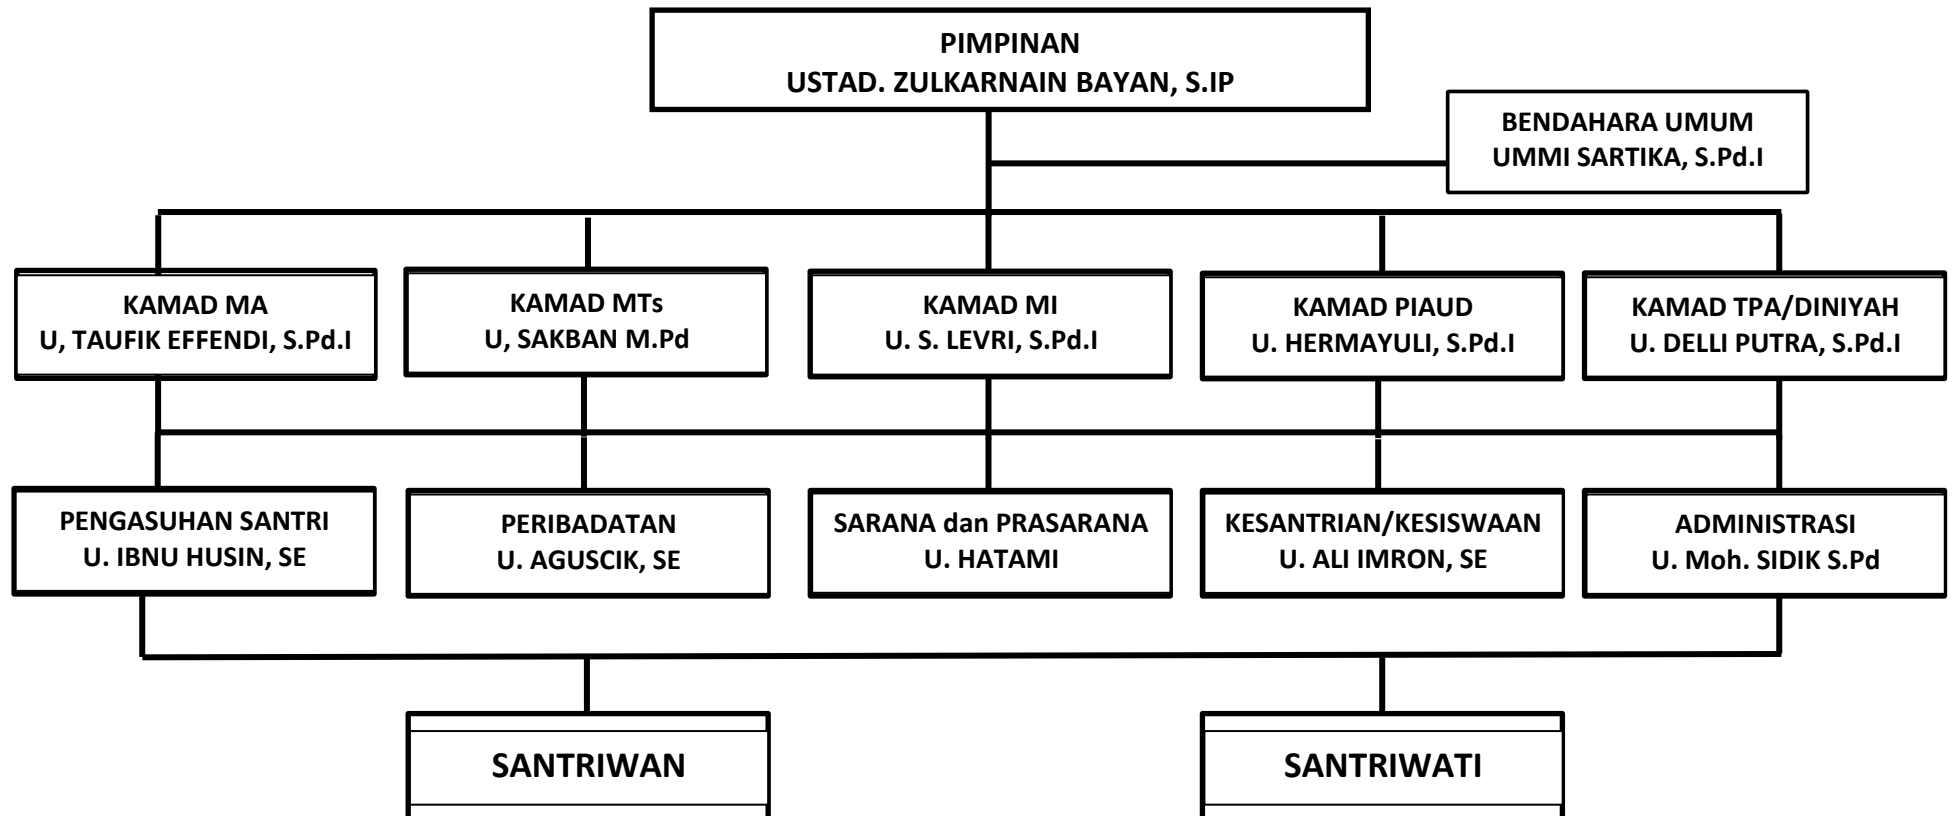 PIMPINAN
USTAD. ZULKARNAIN BAYAN, S.IP
BENDAHARA UMUM
UMMI SARTIKA, S.Pd.I
KAMAD MA
U, TAUFIK EFFENDI, S.Pd.I
KAMAD MTs
U, SAKBAN M.Pd
KAMAD MI
U. S. LEVRI, S.Pd.I
KAMAD PIAUD
U. HERMAYULI, S.Pd.I
KAMAD TPA/DINIYAH
U. DELLI PUTRA, S.Pd.I
PENGASUHAN SANTRI
U. IBNU HUSIN, SE
PERIBADATAN
U. AGUSCIK, SE
SARANA dan PRASARANA
U. HATAMI
KESANTRIAN/KESISWAAN
U. ALI IMRON, SE
ADMINISTRASI
U. Moh. SIDIK S.Pd
SANTRIWAN
SANTRIWATI